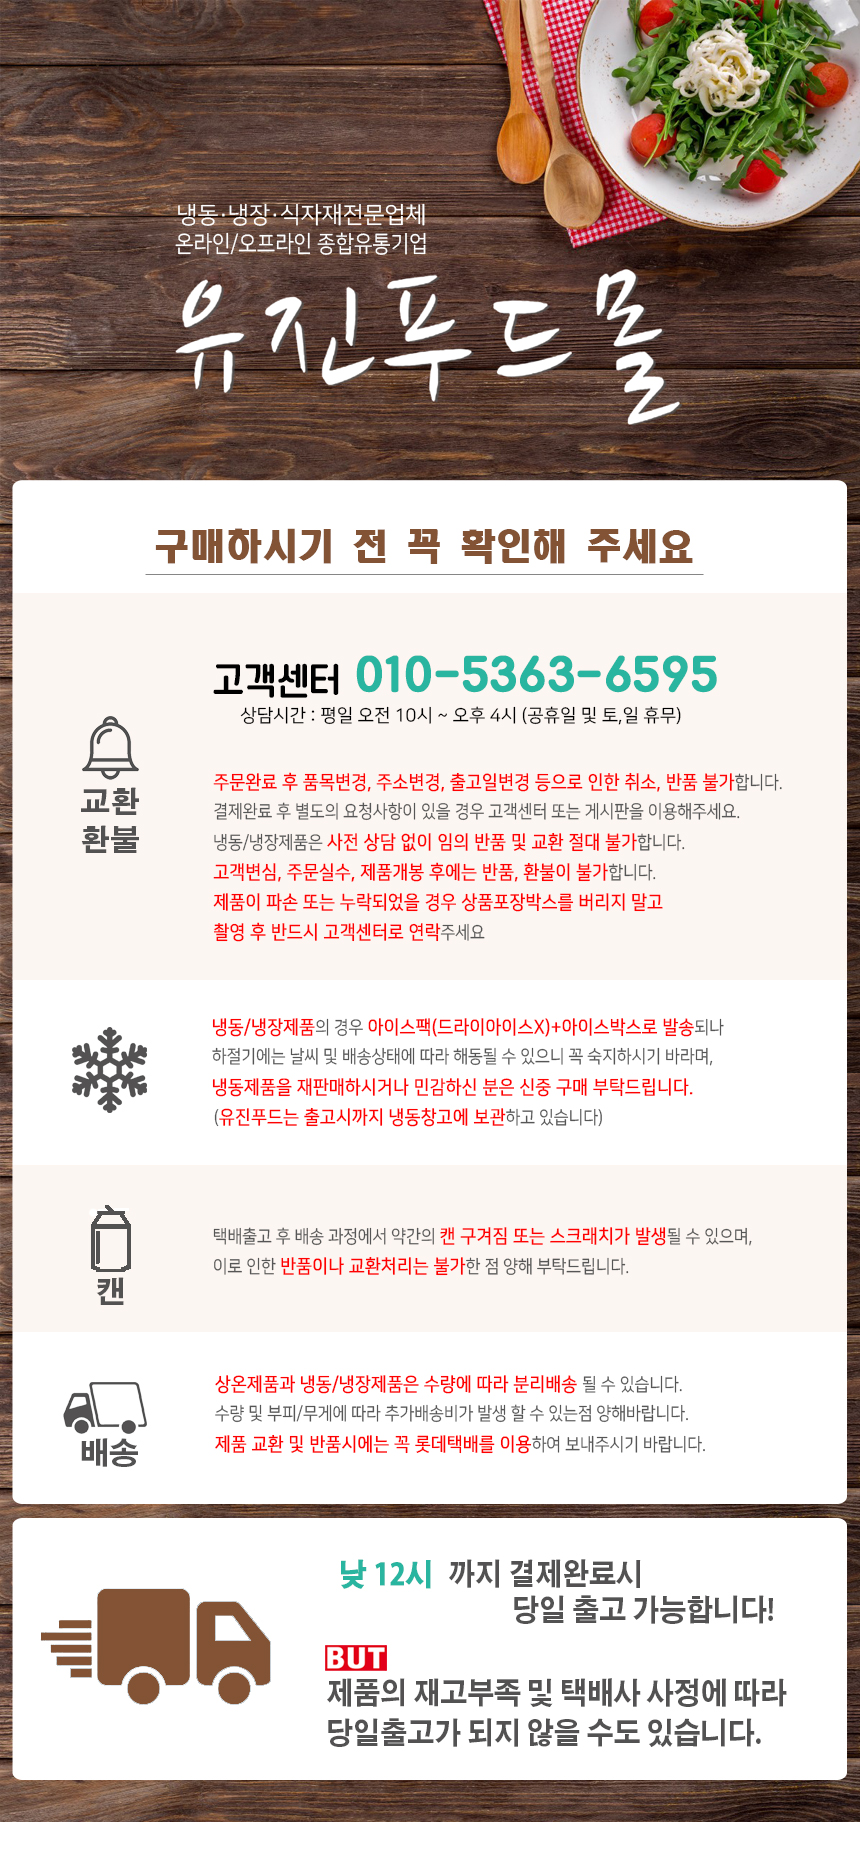 냉동·냉장·식자재전문업체
온라인/오프라인 종합유통기업
유진푸드몰
구매하시기 전 꼭 확인해 주세요
고객센터 010-5363-6595
상담시간 : 평일 오전 10시 ~ 오후 4시 (공휴일 및 토,일 휴무)
교환
환불
주문완료 후 품목변경, 주소변경, 출고일변경 등으로 인한 취소, 반품 불가합니다.
결제완료 후 별도의 요청사항이 있을 경우 고객센터 또는 게시판을 이용해주세요.
냉동/냉장제품은 사전 상담 없이 임의 반품 및 교환 절대 불가합니다.
고객변심, 주문실수, 제품개봉 후에는 반품, 환불이 불가합니다.
제품이 파손 또는 누락되었을 경우 상품포장박스를 버리지 말고
촬영 후 반드시 고객센터로 연락주세요
냉동/냉장제품의 경우 아이스팩(드라이아이스X)+아이스박스로 발송되나
하절기에는 날씨 및 배송상태에 따라 해동될 수 있으니 꼭 숙지하시기 바라며,
냉동제품을 재판매하시거나 민감하신 분은 신중 구매 부탁드립니다.
(유진푸드는 출고시까지 냉동창고에 보관하고 있습니다)
캔
택배출고 후 배송 과정에서 약간의 캔 구겨짐 또는 스크래치가 발생될 수 있으며,
이로 인한 반품이나 교환처리는 불가한 점 양해 부탁드립니다.
배송
상온제품과 냉동/냉장제품은 수량에 따라 분리배송 될 수 있습니다.
수량 및 부피/무게에 따라 추가배송비가 발생 할 수 있는점 양해바랍니다.
제품 교환 및 반품시에는 꼭 롯데택배를 이용하여 보내주시기 바랍니다.
낮 12시 까지 결제완료시
당일 출고 가능합니다!
BUT
제품의 재고부족 및 택배사 사정에 따라
당일출고가 되지 않을 수도 있습니다.